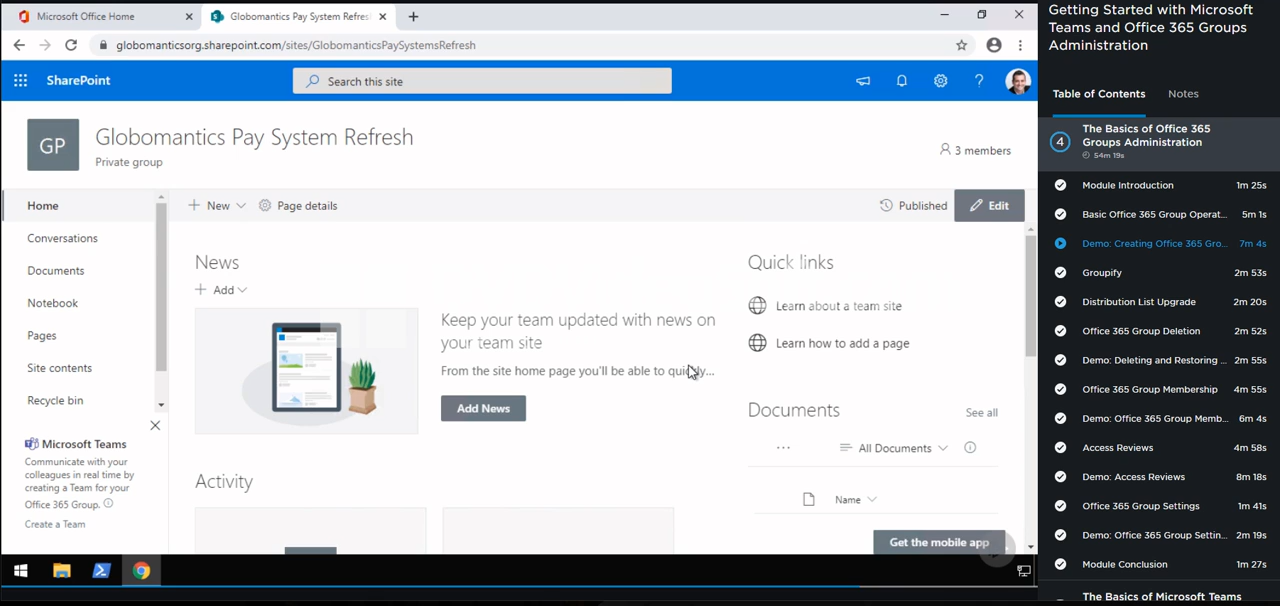 Microsoft Office Home
Globomantics Pay System Refres
globomanticsorg.sharepoint.com/sites/GlobomanticsPaySystemsRefresh
SharePoint
Search this site
?
GP
Globomantics Pay System Refresh
Private group
3 members
Home
Conversations
Documents
Notebook
Pages
Site contents
Recycle bin
Microsoft Teams
Communicate with your
colleagues in real time by
creating a Team for your
Office 365 Group.
Create a Team
New
Page details
Published
Edit
News
Add
Keep your team updated with news on
your team site
From the site home page you'll be able to quickly...
Add News
Activity
Quick links
Learn about a team site
Learn how to add a page
Documents
See all
All Documents
Name
Get the mobile app
Getting Started with Microsoft
Teams and Office 365 Groups
Administration
Table of Contents
Notes
4
The Basics of Office 365
Groups Administration
54m 19s
Module Introduction 1m 25s
Basic Office 365 Group Operat... 5m 1s
Demo: Creating Office 365 Gro... 7m 4s
Groupify 2m 53s
Distribution List Upgrade 2m 20s
Office 365 Group Deletion 2m 52s
Demo: Deleting and Restoring ... 2m 55s
Office 365 Group Membership 4m 55s
Demo: Office 365 Group Memb... 6m 4s
Access Reviews 4m 58s
Demo: Access Reviews 8m 18s
Office 365 Group Settings 1m 41s
Demo: Office 365 Group Settin... 2m 19s
Module Conclusion 1m 27s
The Basics of Microsoft Teams